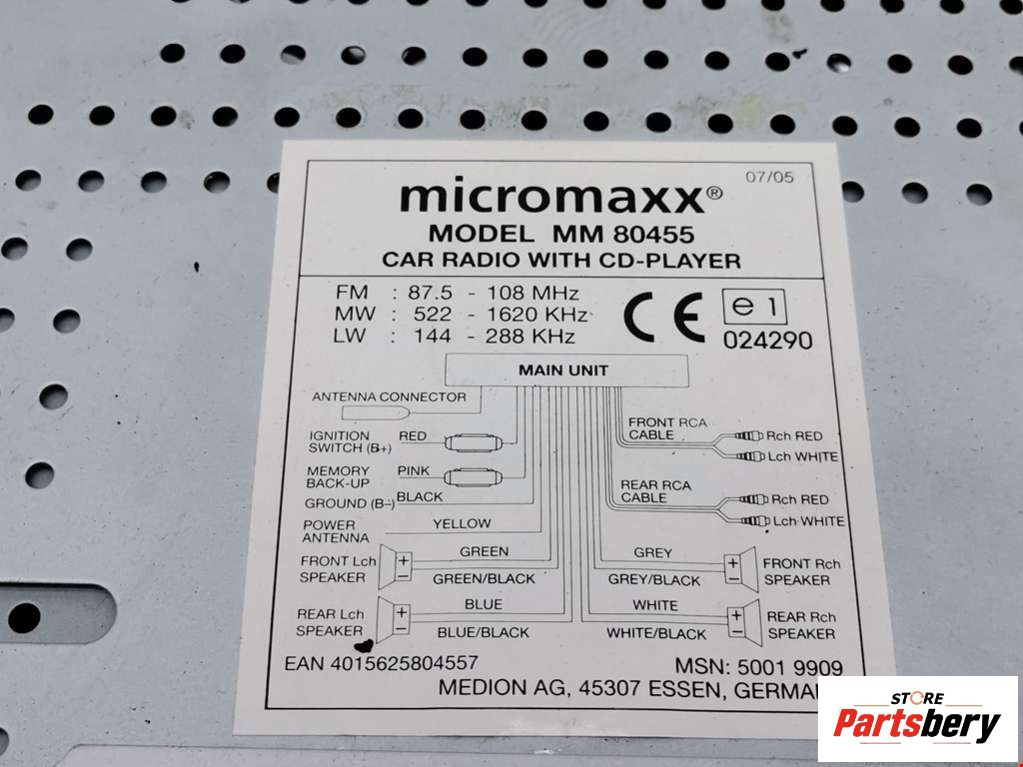 07/05
micromaxx®
MODEL MM 80455
CAR RADIO WITH CD-PLAYER
FM : 87.5 - 108 MHz
MW : 522 - 1620 KHz
LW : 144 - 288 KHz
CE
e1
024290
MAIN UNIT
ANTENNA CONNECTOR
IGNITION
SWITCH (B+)
RED
MEMORY
BACK-UP
PINK
GROUND (B-)
BLACK
POWER
ANTENNA
YELLOW
FRONT Lch
SPEAKER
+
-
GREEN
GREEN/BLACK
REAR Lch
SPEAKER
+
-
BLUE
BLUE/BLACK
FRONT RCA
CABLE
Rch RED
Lch WHITE
REAR RCA
CABLE
Rch RED
Lch WHITE
GREY
GREY/BLACK
+
-
FRONT Rch
SPEAKER
WHITE
WHITE/BLACK
+
-
REAR Rch
SPEAKER
EAN 4015625804557
MSN: 5001 9909
MEDION AG, 45307 ESSEN, GERMAN
STORE
Partsbery